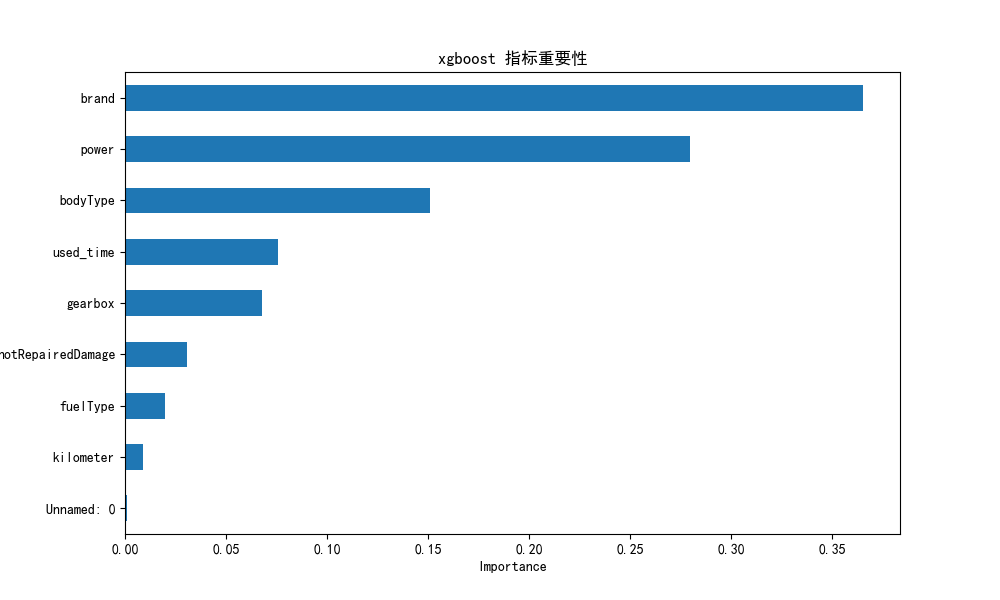 xgboost 指标重要性
brand
power
bodyType
used_time
gearbox
notRepairedDamage
fuelType
kilometer
Unnamed: 0
0.00 0.05 0.10 0.15 0.20 0.25 0.30 0.35
Importance